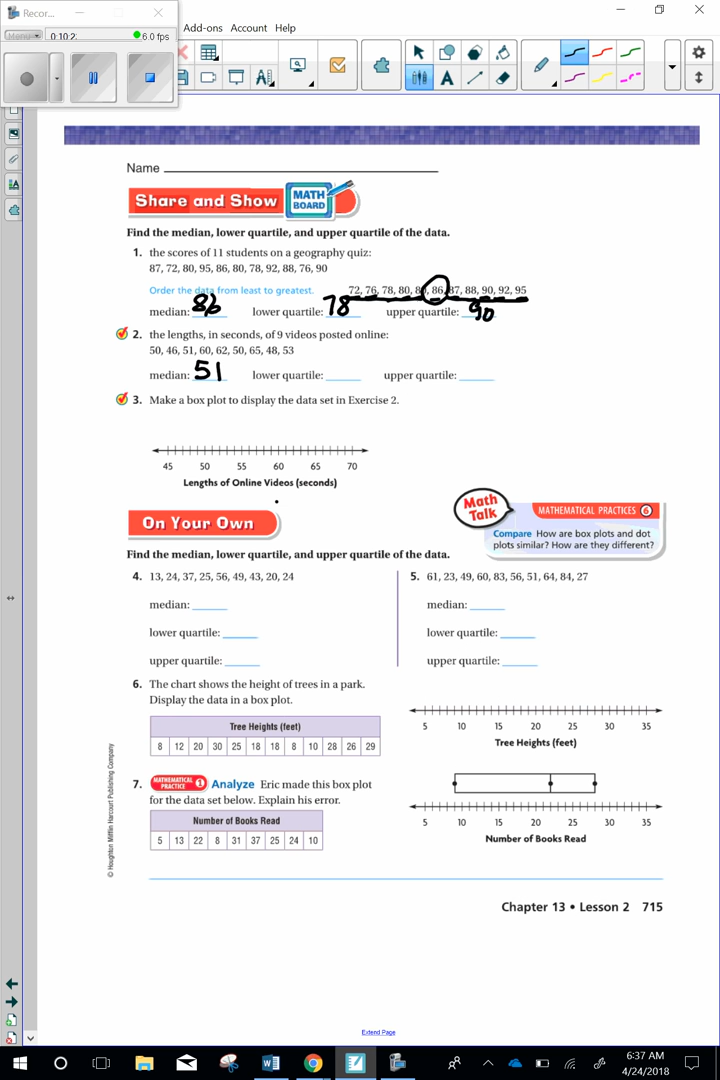 Recor...
Menu
0:10:2
6.0 fps
Add-ons Account Help
Name
Share and Show
MATH
BOARD
Find the median, lower quartile, and upper quartile of the data.
1. the scores of 11 students on a geography quiz:
87, 72, 80, 95, 86, 80, 78, 92, 88, 76, 90
Order the data from least to greatest. 72, 76, 78, 80, 80, 86, 87, 88, 90, 92, 95
median: 86 lower quartile: 78 upper quartile: 90
2. the lengths, in seconds, of 9 videos posted online:
50, 46, 51, 60, 62, 50, 65, 48, 53
median: 51 lower quartile: upper quartile:
3. Make a box plot to display the data set in Exercise 2.
45 50 55 60 65 70
Lengths of Online Videos (seconds)
Math
Talk
MATHEMATICAL PRACTICES 6
Compare How are box plots and dot
plots similar? How are they different?
On Your Own
Find the median, lower quartile, and upper quartile of the data.
4. 13, 24, 37, 25, 56, 49, 43, 20, 24
median:
lower quartile:
upper quartile:
5. 61, 23, 49, 60, 83, 56, 51, 64, 84, 27
median:
lower quartile:
upper quartile:
6. The chart shows the height of trees in a park.
Display the data in a box plot.
Tree Heights (feet)
8 12 20 30 25 18 18 8 10 28 26 29
5 10 15 20 25 30 35
Tree Heights (feet)
7. MATHEMATICAL PRACTICE 1 Analyze Eric made this box plot
for the data set below. Explain his error.
Number of Books Read
5 13 22 8 31 37 25 24 10
5 10 15 20 25 30 35
Number of Books Read
© Houghton Mifflin Harcourt Publishing Company
Chapter 13 • Lesson 2 715
Extend Page
6:37 AM
4/24/2018